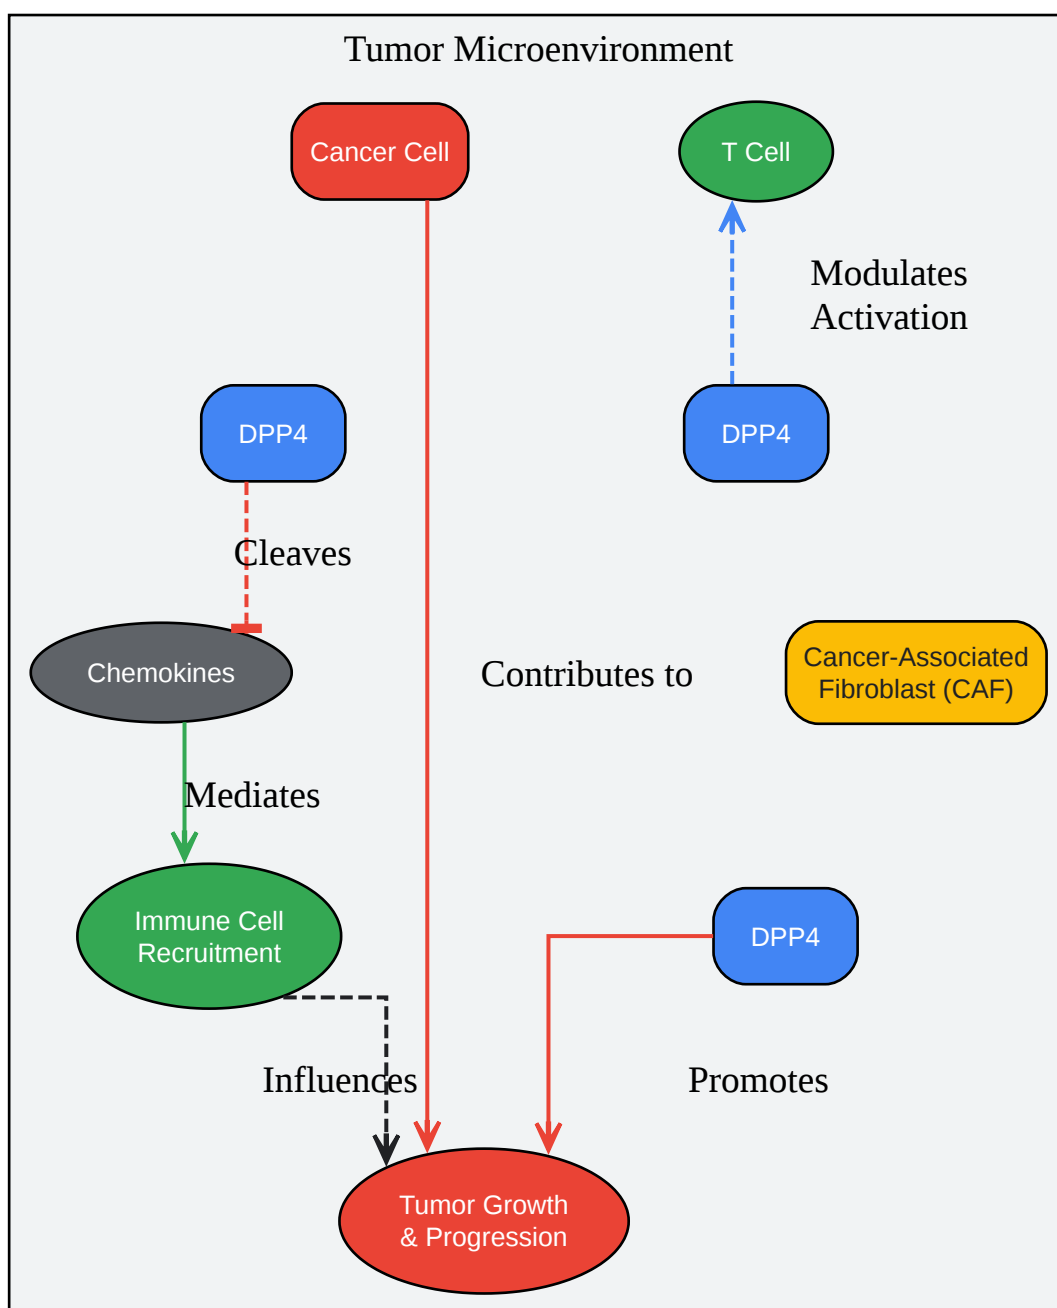 Tumor Microenvironment
Cancer Cell
T Cell
Modulates
Activation
DPP4
DPP4
Cleaves
Chemokines
Contributes to
Cancer-Associated
Fibroblast (CAF)
Mediates
Immune Cell
Recruitment
DPP4
Influences
Promotes
Tumor Growth
& Progression